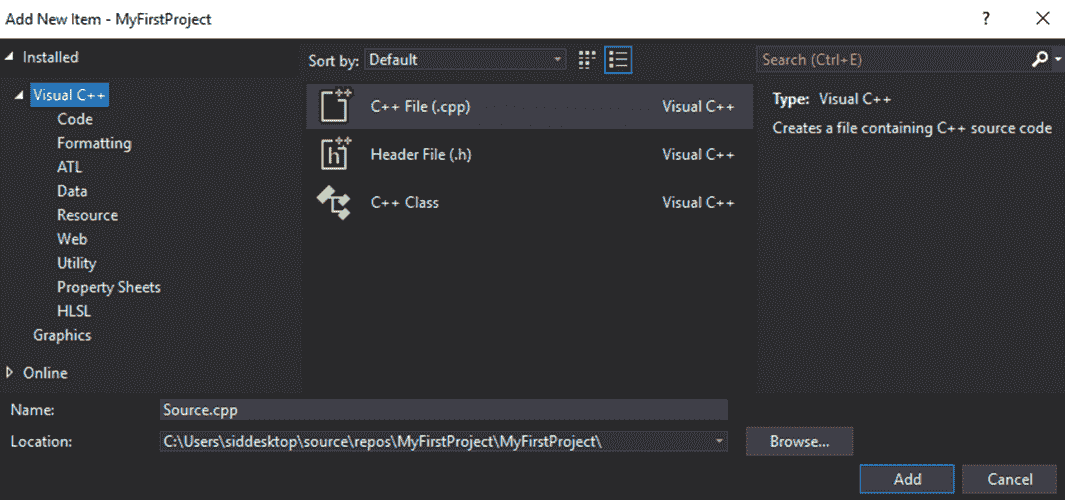 Add New Item - MyFirstProject
?
Installed
Visual C++
Code
Formatting
ATL
Data
Resource
Web
Utility
Property Sheets
HLSL
Graphics
Online
Sort by: Default
C++ File (.cpp) Visual C++
Header File (.h) Visual C++
C++ Class Visual C++
Search (Ctrl+E)
Type: Visual C++
Creates a file containing C++ source code
Name: Source.cpp
Location: C:\Users\siddesktop\source\repos\MyFirstProject\MyFirstProject\
Browse...
Add Cancel